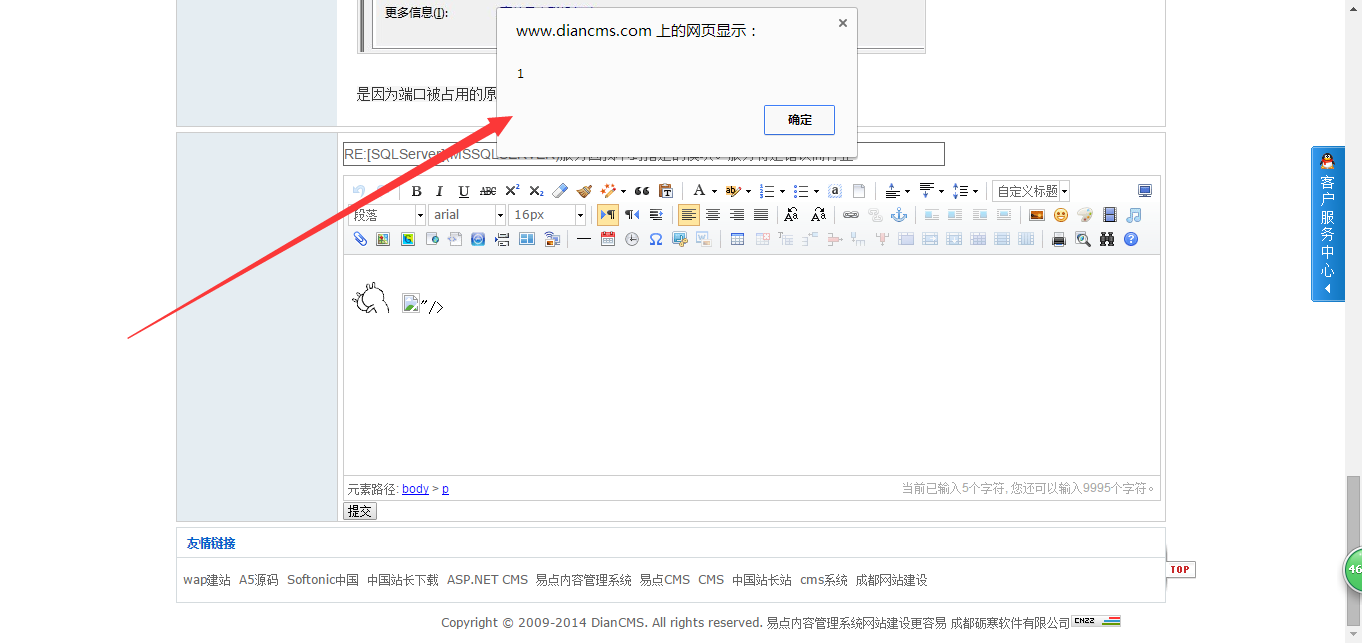 更多信息(I):
www.diancms.com 上的网页显示：
1
确定
是因为端口被占用的原
RE:[SQLServer](MSSQLSERVER)服务
B I U ABC X² X₂ A ab 自定义标题
段落 arial 16px
"/>
元素路径: body > p
当前已输入5个字符, 您还可以输入9995个字符。
提交
客户服务中心
友情链接
wap建站 A5源码 Softonic中国 中国站长下载 ASP.NET CMS 易点内容管理系统 易点CMS CMS 中国站长站 cms系统 成都网站建设
TOP
46
Copyright © 2009-2014 DianCMS. All rights reserved. 易点内容管理系统网站建设更容易 成都砺寒软件有限公司 CNZZ